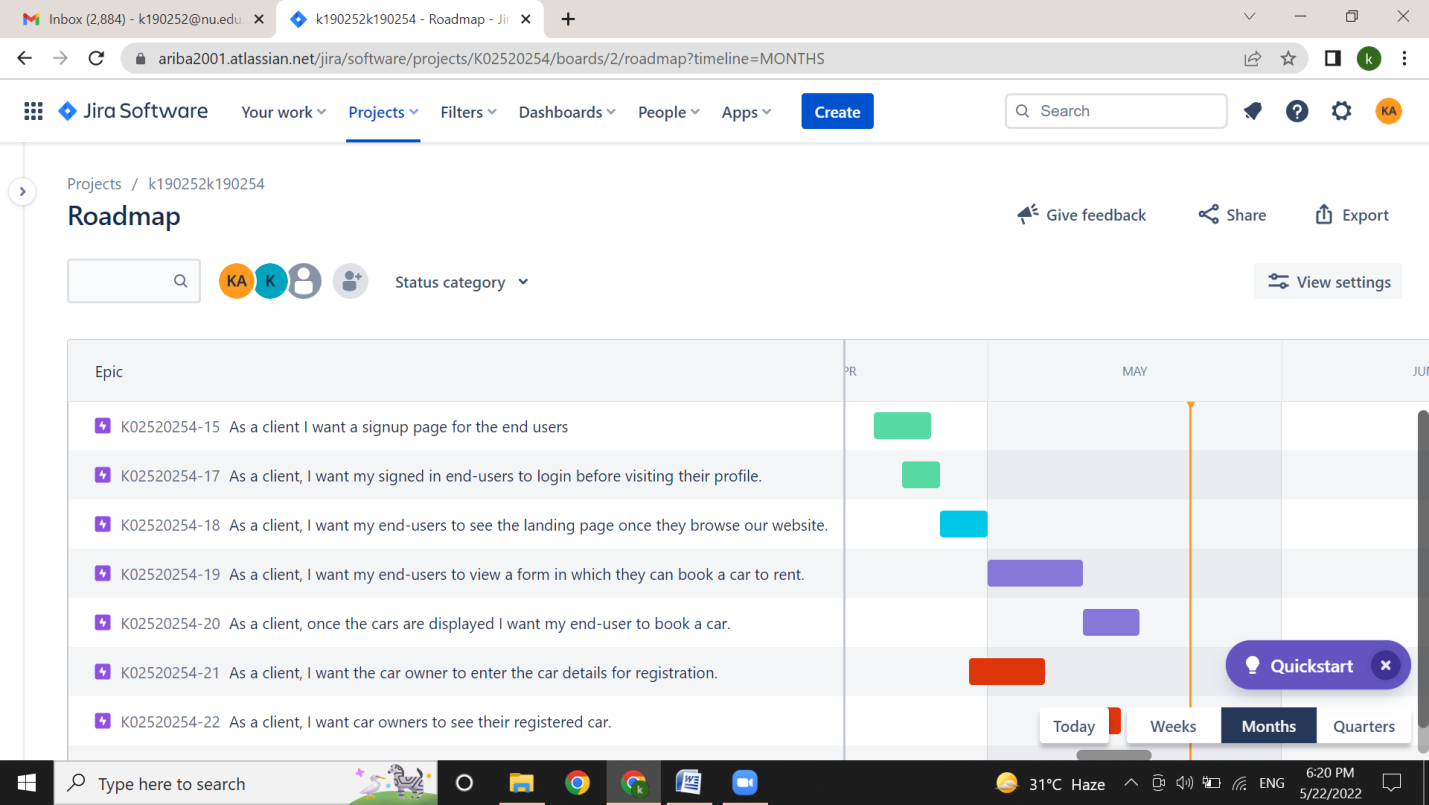 Inbox (2,884) - k190252@nu.edu.
k190252k190254 - Roadmap - Jir
ariba2001.atlassian.net/jira/software/projects/K02520254/boards/2/roadmap?timeline=MONTHS
k
Jira Software
Your work
Projects
Filters
Dashboards
People
Apps
Create
Search
KA
Projects / k190252k190254
Roadmap
Give feedback
Share
Export
KA
K
Status category
View settings
Epic
PR
MAY
JUN
K02520254-15 As a client I want a signup page for the end users
K02520254-17 As a client, I want my signed in end-users to login before visiting their profile.
K02520254-18 As a client, I want my end-users to see the landing page once they browse our website.
K02520254-19 As a client, I want my end-users to view a form in which they can book a car to rent.
K02520254-20 As a client, once the cars are displayed I want my end-user to book a car.
K02520254-21 As a client, I want the car owner to enter the car details for registration.
K02520254-22 As a client, I want car owners to see their registered car.
Quickstart
Today
Weeks
Months
Quarters
Type here to search
31°C Haze
ENG
6:20 PM
5/22/2022